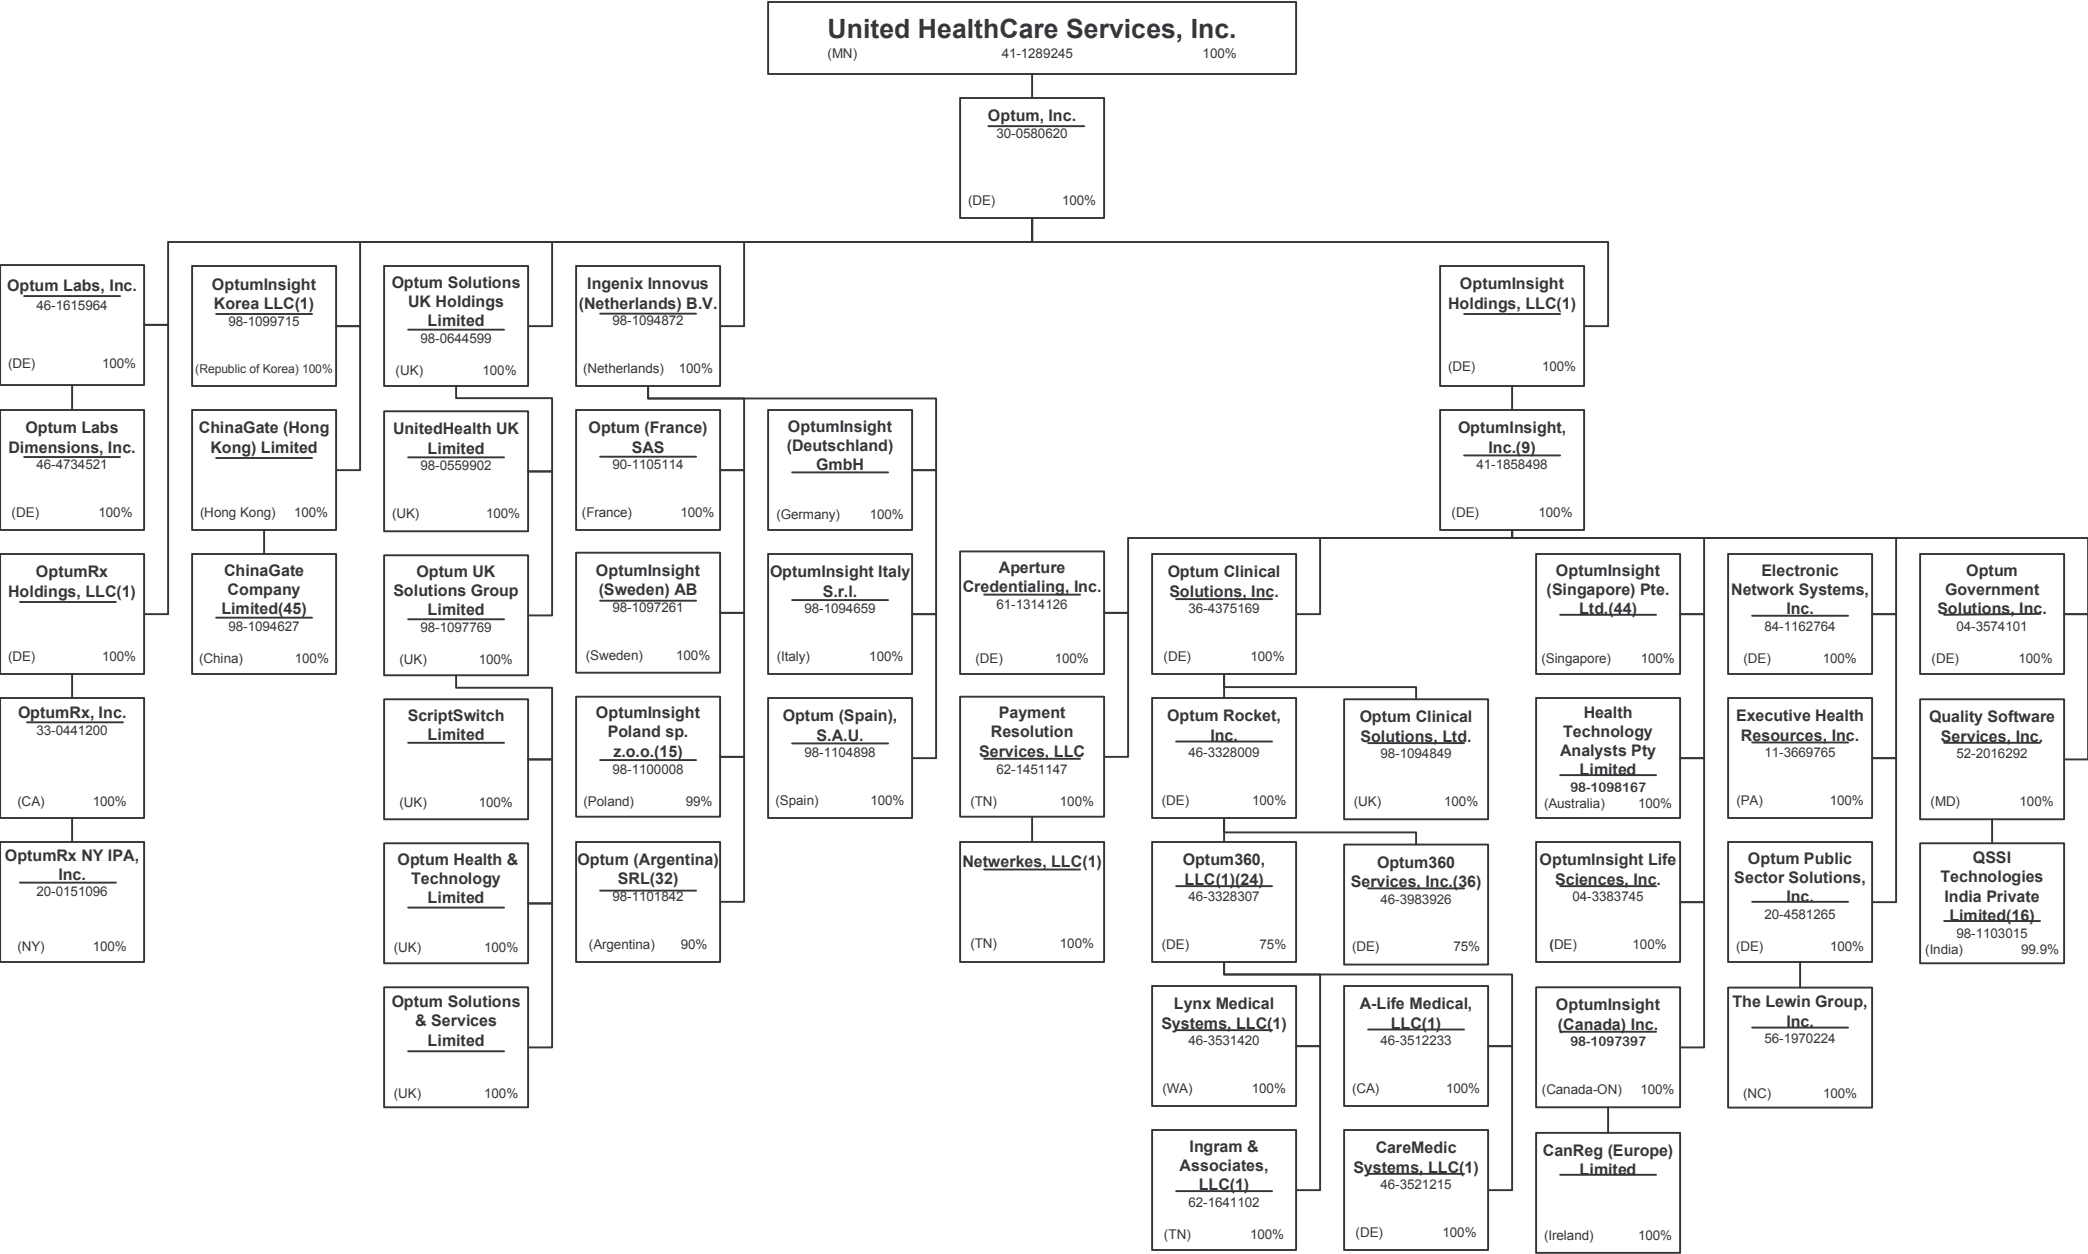 United HealthCare Services, Inc.
(MN) 41-1289245 100%
Optum, Inc.
30-0580620
(DE) 100%
Optum Labs, Inc.
46-1615964
(DE) 100%
OptumInsight
Korea LLC(1)
98-1099715
(Republic of Korea) 100%
Optum Solutions
UK Holdings
Limited
98-0644599
(UK) 100%
Ingenix Innovus
(Netherlands) B.V.
98-1094872
(Netherlands) 100%
OptumInsight
Holdings, LLC(1)
(DE) 100%
Optum Labs
Dimensions, Inc.
46-4734521
(DE) 100%
ChinaGate (Hong
Kong) Limited
(Hong Kong) 100%
UnitedHealth UK
Limited
98-0559902
(UK) 100%
Optum (France)
SAS
90-1105114
(France) 100%
OptumInsight
(Deutschland)
GmbH
(Germany) 100%
OptumInsight,
Inc.(9)
41-1858498
(DE) 100%
OptumRx
Holdings, LLC(1)
(DE) 100%
ChinaGate
Company
Limited(45)
98-1094627
(China) 100%
Optum UK
Solutions Group
Limited
98-1097769
(UK) 100%
OptumInsight
(Sweden) AB
98-1097261
(Sweden) 100%
OptumInsight Italy
S.r.l.
98-1094659
(Italy) 100%
Aperture
Credentialing, Inc.
61-1314126
(DE) 100%
Optum Clinical
Solutions, Inc.
36-4375169
(DE) 100%
OptumInsight
(Singapore) Pte.
Ltd.(44)
(Singapore) 100%
Electronic
Network Systems,
Inc.
84-1162764
(DE) 100%
Optum
Government
Solutions, Inc.
04-3574101
(DE) 100%
OptumRx, Inc.
33-0441200
(CA) 100%
ScriptSwitch
Limited
(UK) 100%
OptumInsight
Poland sp.
z.o.o.(15)
98-1100008
(Poland) 99%
Optum (Spain),
S.A.U.
98-1104898
(Spain) 100%
Payment
Resolution
Services, LLC
62-1451147
(TN) 100%
Optum Rocket,
Inc.
46-3328009
(DE) 100%
Optum Clinical
Solutions, Ltd.
98-1094849
(UK) 100%
Health
Technology
Analysts Pty
Limited
98-1098167
(Australia) 100%
Executive Health
Resources, Inc.
11-3669765
(PA) 100%
Quality Software
Services, Inc.
52-2016292
(MD) 100%
OptumRx NY IPA,
Inc.
20-0151096
(NY) 100%
Optum Health &
Technology
Limited
(UK) 100%
Optum (Argentina)
SRL(32)
98-1101842
(Argentina) 90%
Netwerkes, LLC(1)
(TN) 100%
Optum360,
LLC(1)(24)
46-3328307
(DE) 75%
Optum360
Services, Inc.(36)
46-3983926
(DE) 75%
OptumInsight Life
Sciences, Inc.
04-3383745
(DE) 100%
Optum Public
Sector Solutions,
Inc.
20-4581265
(DE) 100%
QSSI
Technologies
India Private
Limited(16)
98-1103015
(India) 99.9%
Optum Solutions
& Services
Limited
(UK) 100%
Lynx Medical
Systems, LLC(1)
46-3531420
(WA) 100%
A-Life Medical,
LLC(1)
46-3512233
(CA) 100%
OptumInsight
(Canada) Inc.
98-1097397
(Canada-ON) 100%
The Lewin Group,
Inc.
56-1970224
(NC) 100%
Ingram &
Associates,
LLC(1)
62-1641102
(TN) 100%
CareMedic
Systems, LLC(1)
46-3521215
(DE) 100%
CanReg (Europe)
Limited
(Ireland) 100%